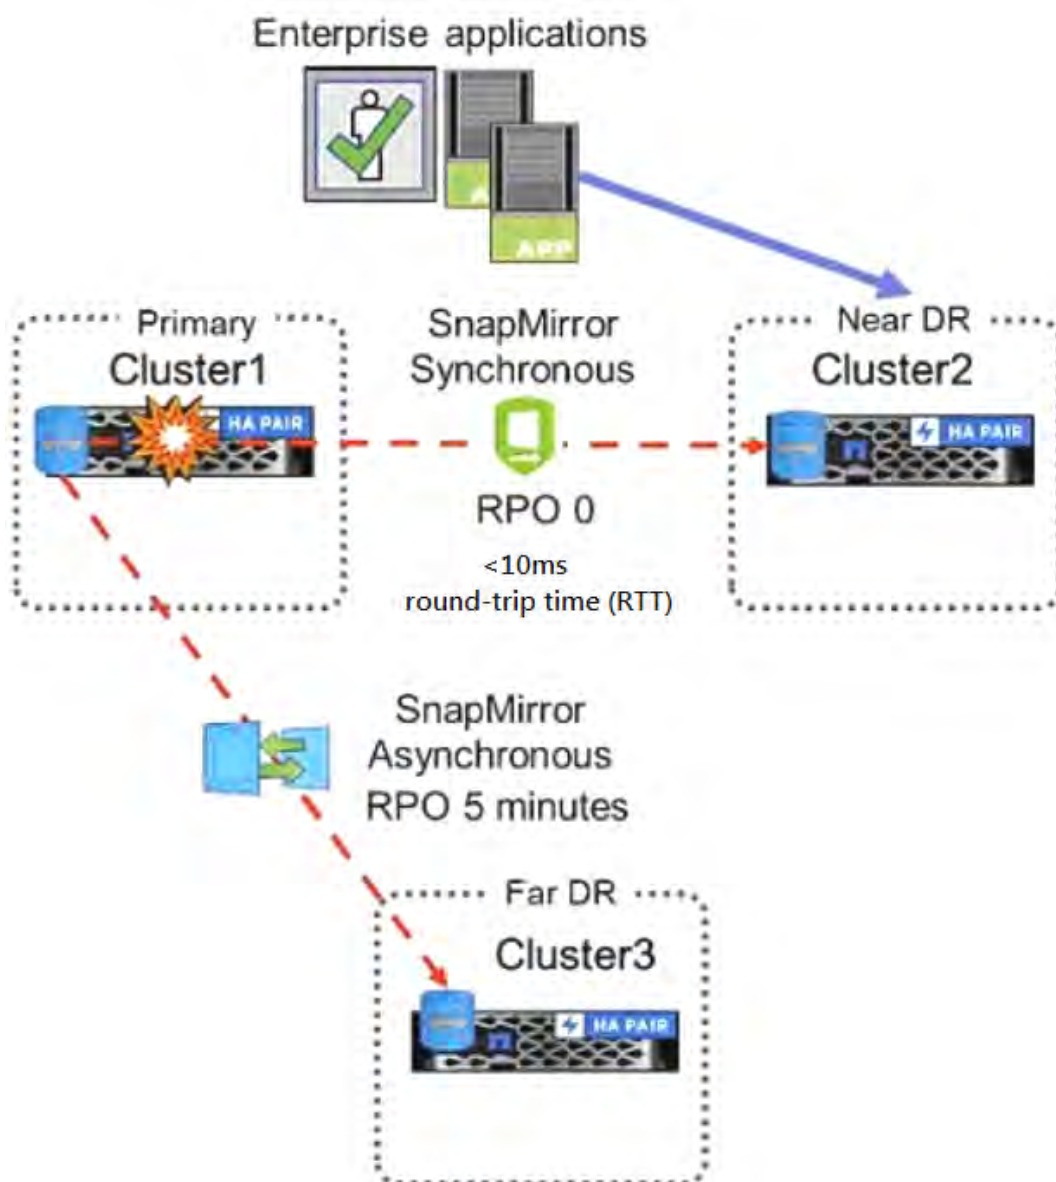 Enterprise applications
A
APP
Primary
Cluster1
HA PAIR
SnapMirror
Synchronous
RPO 0
<10ms
round-trip time (RTT)
Near DR
Cluster2
HA PAIR
SnapMirror
Asynchronous
RPO 5 minutes
Far DR
Cluster3
HA PAIR